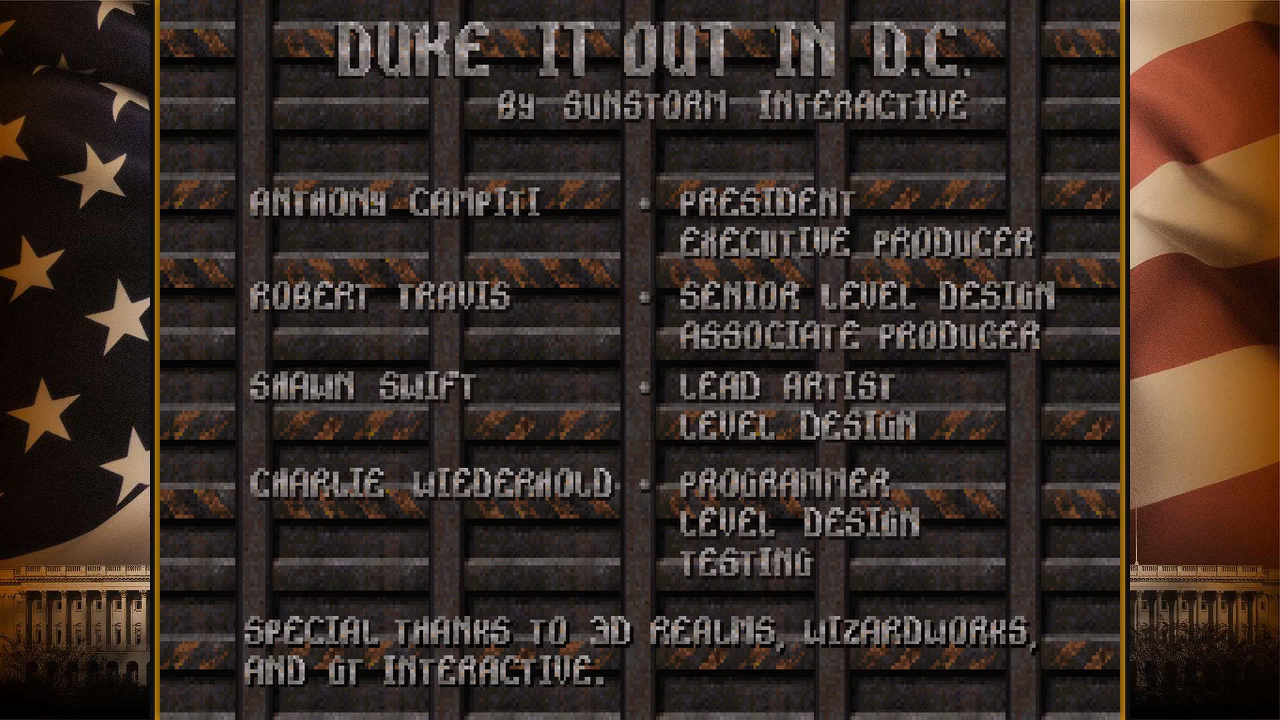 DUKE IT OUT IN D.C.
BY SUNSTORM INTERACTIVE
ANTHONY CAMPITI • PRESIDENT
EXECUTIVE PRODUCER
ROBERT TRAVIS • SENIOR LEVEL DESIGN
ASSOCIATE PRODUCER
SHAWN SWIFT • LEAD ARTIST
LEVEL DESIGN
CHARLIE WIEDERHOLD • PROGRAMMER
LEVEL DESIGN
TESTING
SPECIAL THANKS TO 3D REALMS, WIZARDWORKS,
AND GT INTERACTIVE.